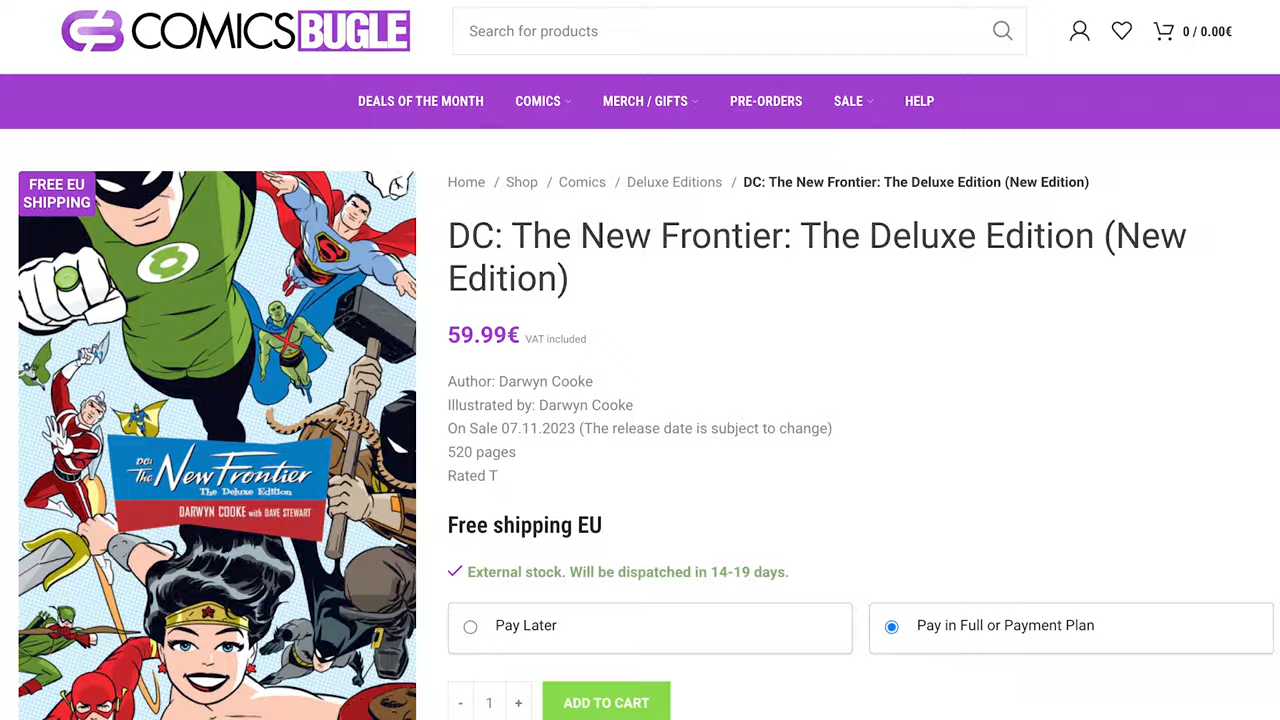 COMICSBUGLE
Search for products
0 / 0.00€
DEALS OF THE MONTH
COMICS
MERCH / GIFTS
PRE-ORDERS
SALE
HELP
FREE EU
SHIPPING
DC:
The New Frontier
The Deluxe Edition
DARWYN COOKE WITH DAVE STEWART
Home / Shop / Comics / Deluxe Editions / DC: The New Frontier: The Deluxe Edition (New Edition)
DC: The New Frontier: The Deluxe Edition (New
Edition)
59.99€ VAT included
Author: Darwyn Cooke
Illustrated by: Darwyn Cooke
On Sale 07.11.2023 (The release date is subject to change)
520 pages
Rated T
Free shipping EU
External stock. Will be dispatched in 14-19 days.
Pay Later
Pay in Full or Payment Plan
- 1 +
ADD TO CART